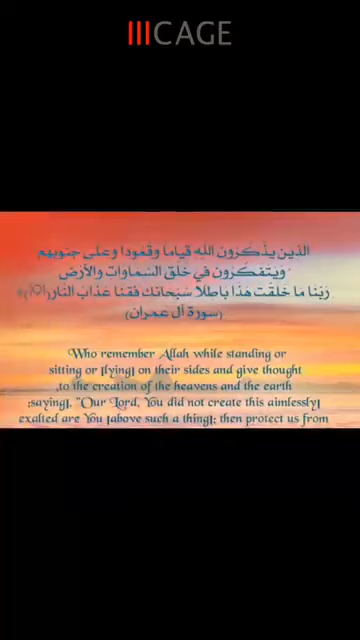 CAGE
الذين يذكرون الله قياما وقعودا وعلى جنوبهم
ويتفكرون في خلق السماوات والأرض
ربنا ما خلقت هذا باطلا سبحانك فقنا عذاب النار(191)
(سورة آل عمران)
Who remember Allah while standing or
sitting or [lying] on their sides and give thought
,to the creation of the heavens and the earth
;saying], "Our Lord, You did not create this aimlessly]
exalted are You [above such a thing]; then protect us from